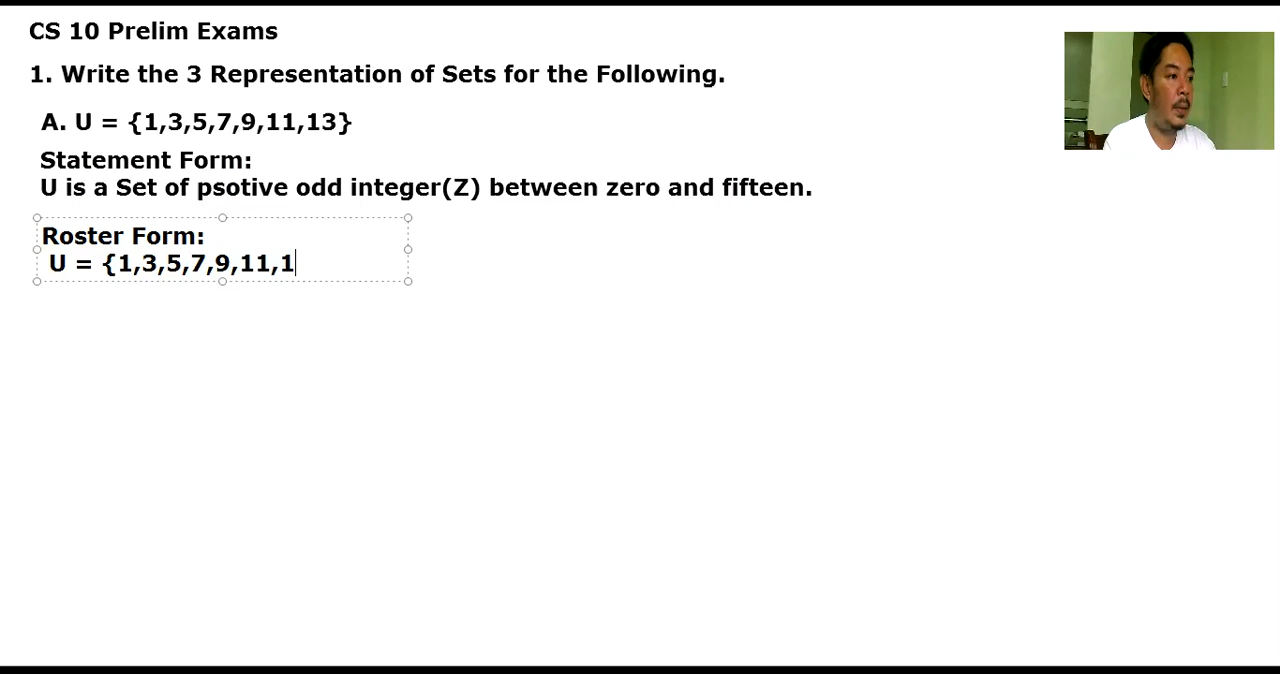 CS 10 Prelim Exams
1. Write the 3 Representation of Sets for the Following.
A. U = {1,3,5,7,9,11,13}
Statement Form:
U is a Set of psotive odd integer(Z) between zero and fifteen.
Roster Form:
U = {1,3,5,7,9,11,1